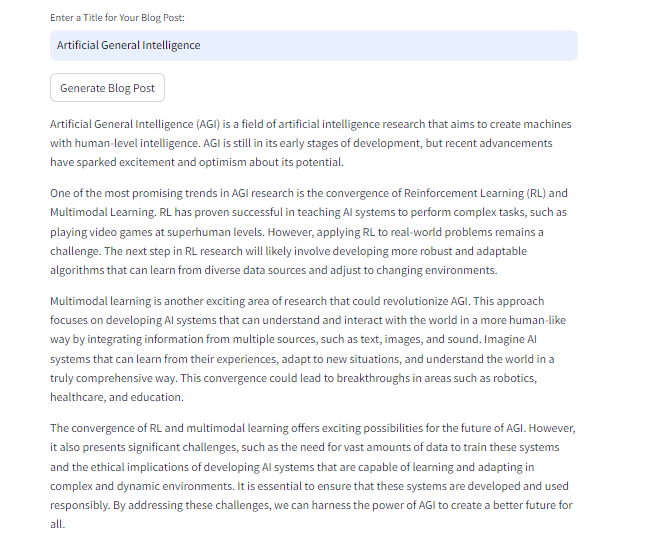 Enter a Title for Your Blog Post:
Artificial General Intelligence
Generate Blog Post
Artificial General Intelligence (AGI) is a field of artificial intelligence research that aims to create machines
with human-level intelligence. AGI is still in its early stages of development, but recent advancements
have sparked excitement and optimism about its potential.
One of the most promising trends in AGI research is the convergence of Reinforcement Learning (RL) and
Multimodal Learning. RL has proven successful in teaching AI systems to perform complex tasks, such as
playing video games at superhuman levels. However, applying RL to real-world problems remains a
challenge. The next step in RL research will likely involve developing more robust and adaptable
algorithms that can learn from diverse data sources and adjust to changing environments.
Multimodal learning is another exciting area of research that could revolutionize AGI. This approach
focuses on developing AI systems that can understand and interact with the world in a more human-like
way by integrating information from multiple sources, such as text, images, and sound. Imagine AI
systems that can learn from their experiences, adapt to new situations, and understand the world in a
truly comprehensive way. This convergence could lead to breakthroughs in areas such as robotics,
healthcare, and education.
The convergence of RL and multimodal learning offers exciting possibilities for the future of AGI. However,
it also presents significant challenges, such as the need for vast amounts of data to train these systems
and the ethical implications of developing AI systems that are capable of learning and adapting in
complex and dynamic environments. It is essential to ensure that these systems are developed and used
responsibly. By addressing these challenges, we can harness the power of AGI to create a better future for
all.